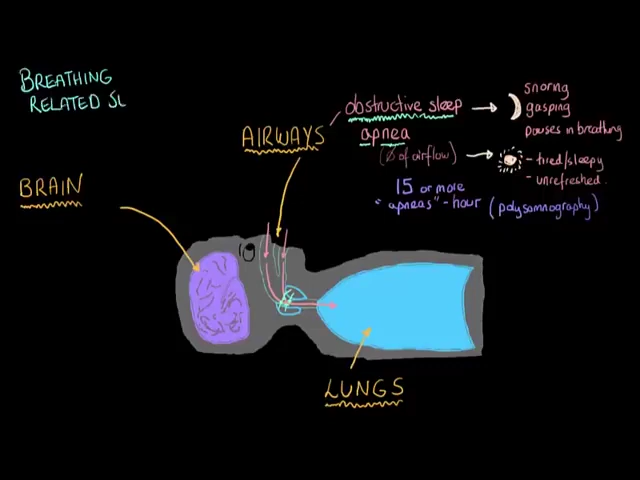 BREATHING
RELATED SL
BRAIN
AIRWAYS
obstructive sleep
apnea
(Ø of airflow)
15 or more
"apneas" - hour (polysomnography)
snoring
gasping
pauses in breathing
- tired/sleepy
- unrefreshed.
LUNGS